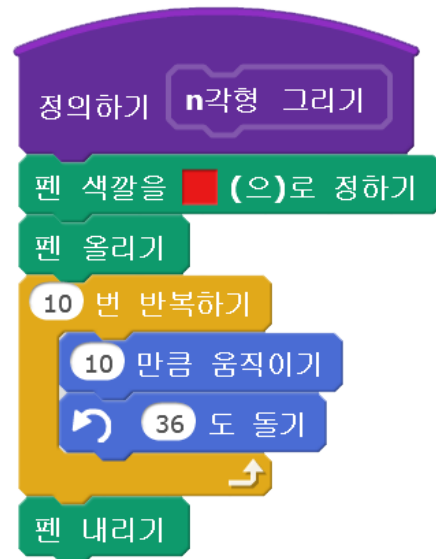 정의하기 n각형 그리기
펜 색깔을 (으)로 정하기
펜 올리기
10 번 반복하기
10 만큼 움직이기
36 도 돌기
펜 내리기